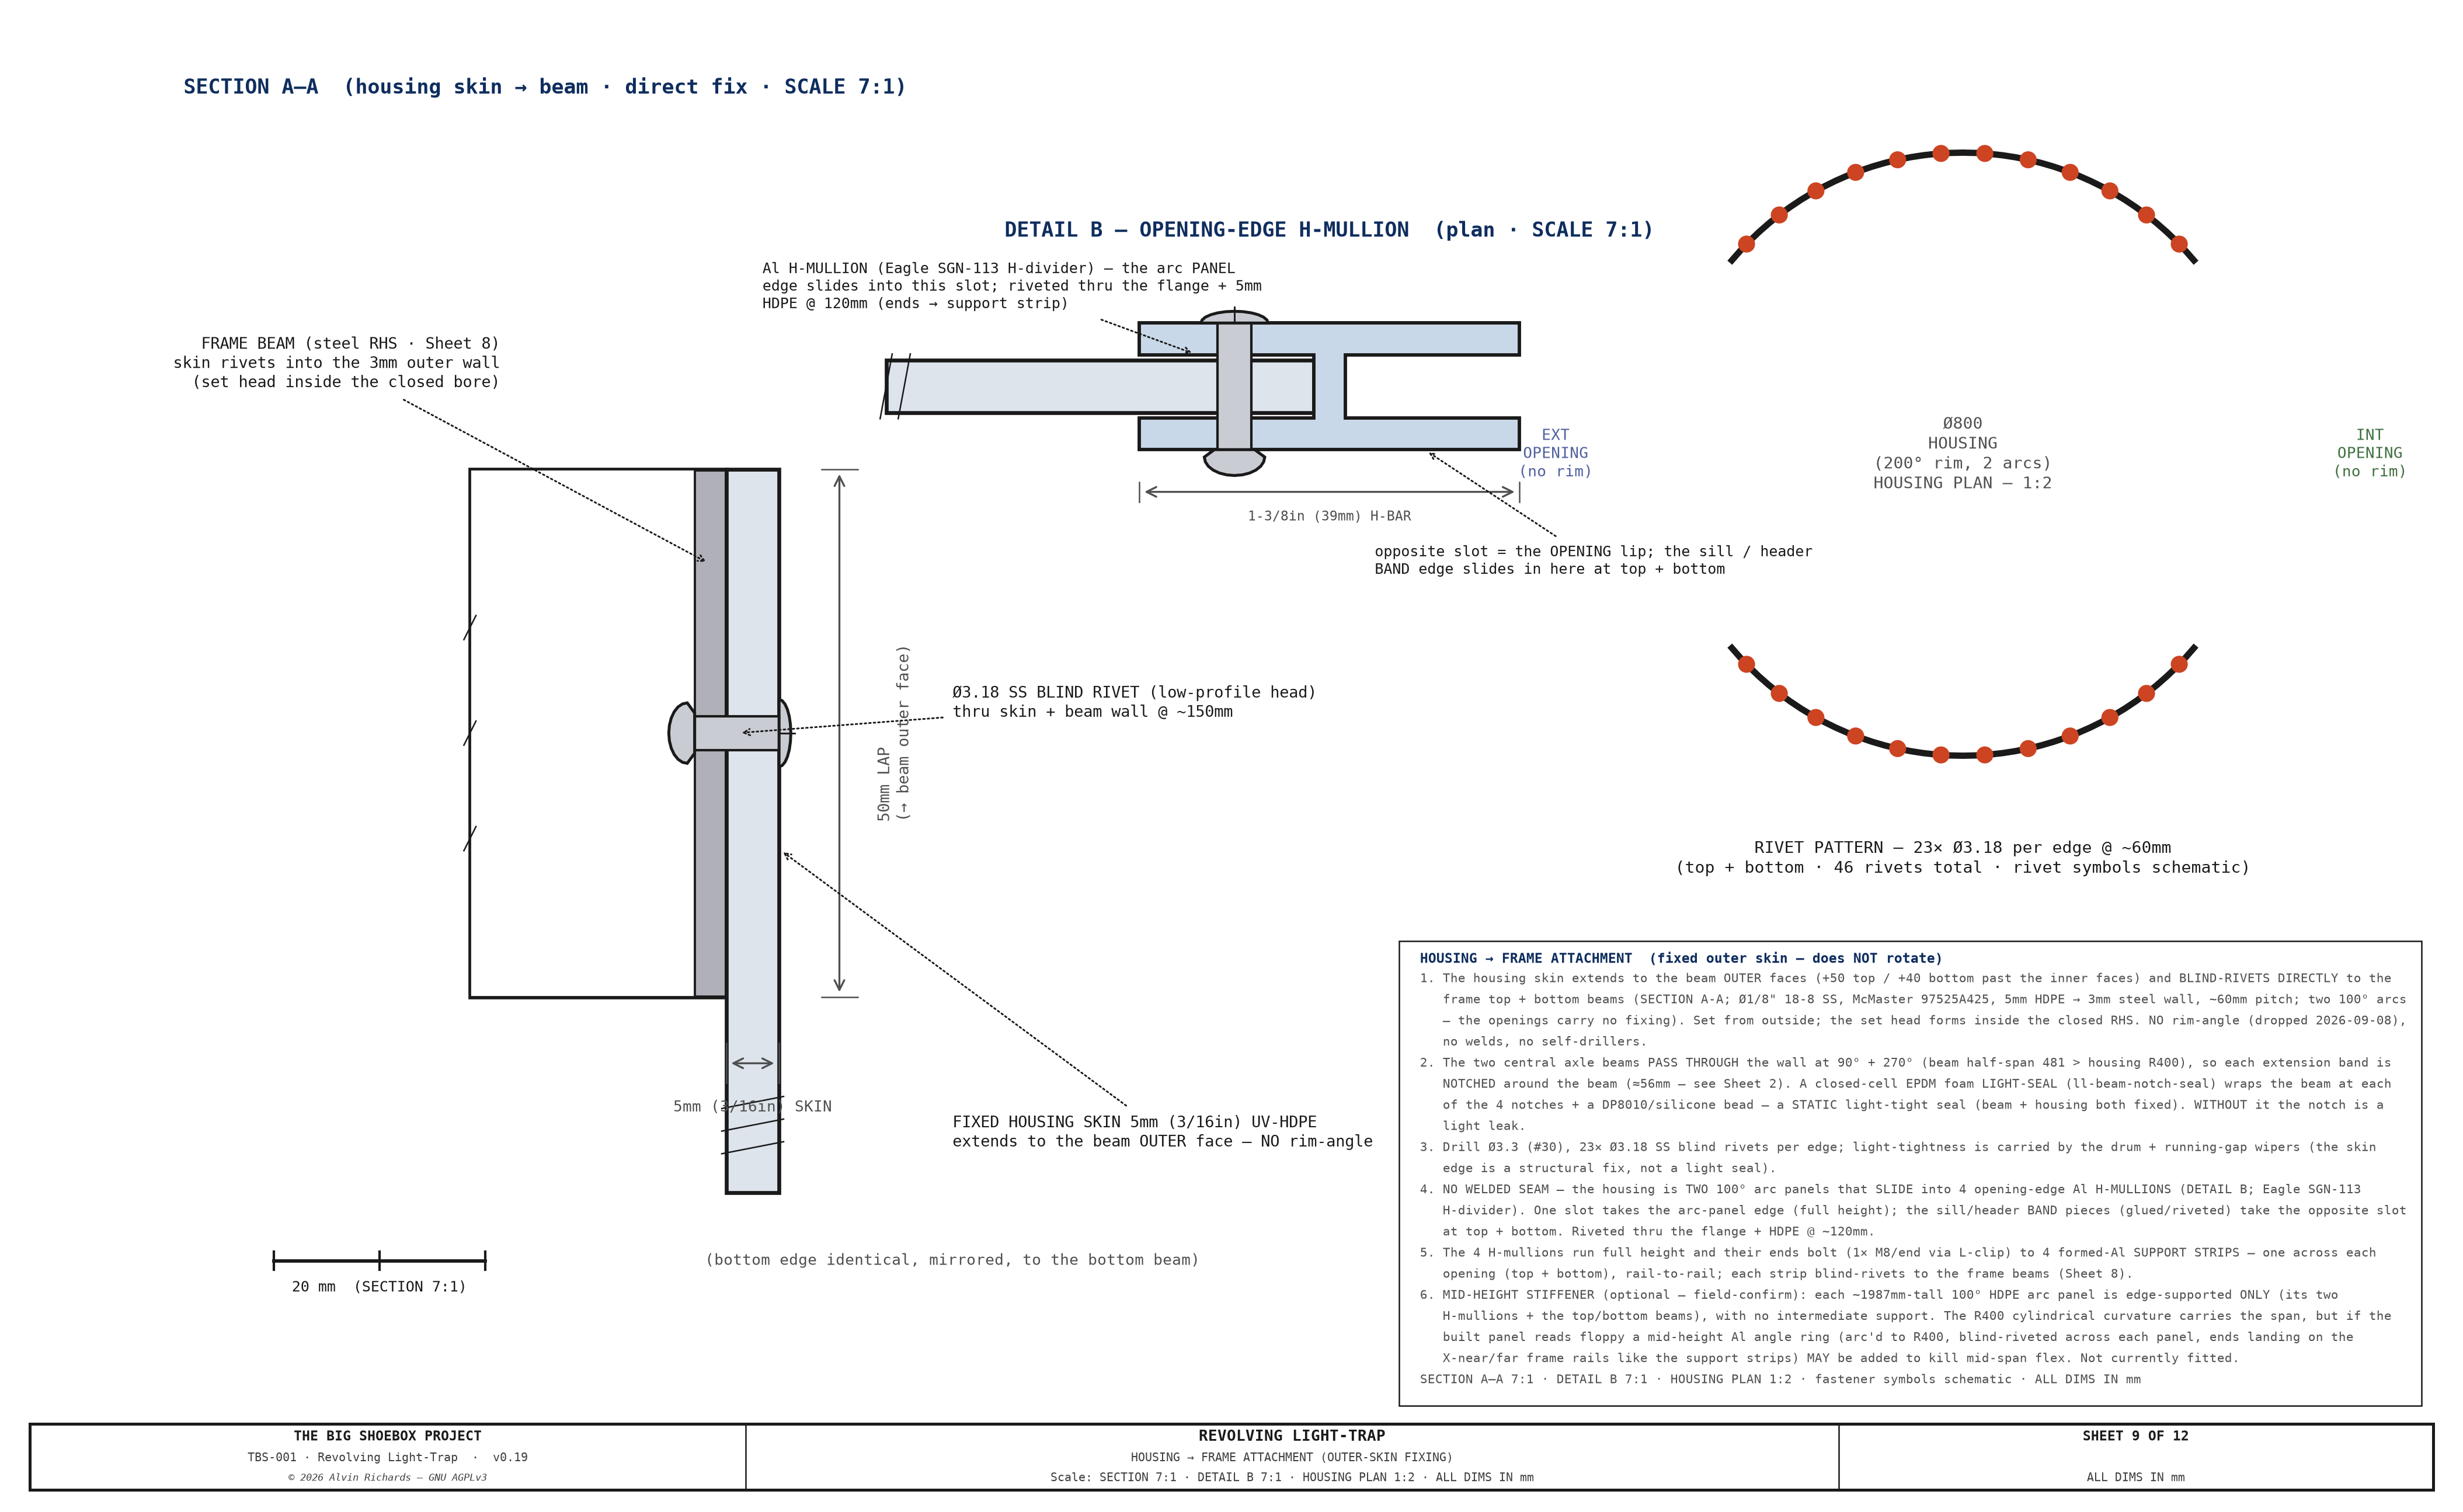 SECTION A–A  (housing skin → beam · direct fix · SCALE 7:1)
DETAIL B — OPENING-EDGE H-MULLION  (plan · SCALE 7:1)
Al H-MULLION (Eagle SGN-113 H-divider) — the arc PANEL
edge slides into this slot; riveted thru the flange + 5mm
HDPE @ 120mm (ends → support strip)
FRAME BEAM (steel RHS · Sheet 8)
skin rivets into the 3mm outer wall
(set head inside the closed bore)
EXT
OPENING
(no rim)
Ø800
HOUSING
(200° rim, 2 arcs)
HOUSING PLAN — 1:2
INT
OPENING
(no rim)
1-3/8in (39mm) H-BAR
opposite slot = the OPENING lip; the sill / header
BAND edge slides in here at top + bottom
50mm LAP
(→ beam outer face)
Ø3.18 SS BLIND RIVET (low-profile head)
thru skin + beam wall @ ~150mm
RIVET PATTERN — 23× Ø3.18 per edge @ ~60mm
(top + bottom · 46 rivets total · rivet symbols schematic)
5mm (3/16in) SKIN
FIXED HOUSING SKIN 5mm (3/16in) UV-HDPE
extends to the beam OUTER face — NO rim-angle
20 mm  (SECTION 7:1)
(bottom edge identical, mirrored, to the bottom beam)
HOUSING → FRAME ATTACHMENT  (fixed outer skin — does NOT rotate)
1. The housing skin extends to the beam OUTER faces (+50 top / +40 bottom past the inner faces) and BLIND-RIVETS DIRECTLY to the
frame top + bottom beams (SECTION A-A; Ø1/8" 18-8 SS, McMaster 97525A425, 5mm HDPE → 3mm steel wall, ~60mm pitch; two 100° arcs
— the openings carry no fixing). Set from outside; the set head forms inside the closed RHS. NO rim-angle (dropped 2026-09-08),
no welds, no self-drillers.
2. The two central axle beams PASS THROUGH the wall at 90° + 270° (beam half-span 481 > housing R400), so each extension band is
NOTCHED around the beam (≈56mm — see Sheet 2). A closed-cell EPDM foam LIGHT-SEAL (ll-beam-notch-seal) wraps the beam at each
of the 4 notches + a DP8010/silicone bead — a STATIC light-tight seal (beam + housing both fixed). WITHOUT it the notch is a
light leak.
3. Drill Ø3.3 (#30), 23× Ø3.18 SS blind rivets per edge; light-tightness is carried by the drum + running-gap wipers (the skin
edge is a structural fix, not a light seal).
4. NO WELDED SEAM — the housing is TWO 100° arc panels that SLIDE into 4 opening-edge Al H-MULLIONS (DETAIL B; Eagle SGN-113
H-divider). One slot takes the arc-panel edge (full height); the sill/header BAND pieces (glued/riveted) take the opposite slot
at top + bottom. Riveted thru the flange + HDPE @ ~120mm.
5. The 4 H-mullions run full height and their ends bolt (1× M8/end via L-clip) to 4 formed-Al SUPPORT STRIPS — one across each
opening (top + bottom), rail-to-rail; each strip blind-rivets to the frame beams (Sheet 8).
6. MID-HEIGHT STIFFENER (optional — field-confirm): each ~1987mm-tall 100° HDPE arc panel is edge-supported ONLY (its two
H-mullions + the top/bottom beams), with no intermediate support. The R400 cylindrical curvature carries the span, but if the
built panel reads floppy a mid-height Al angle ring (arc'd to R400, blind-riveted across each panel, ends landing on the
X-near/far frame rails like the support strips) MAY be added to kill mid-span flex. Not currently fitted.
SECTION A–A 7:1 · DETAIL B 7:1 · HOUSING PLAN 1:2 · fastener symbols schematic · ALL DIMS IN mm
THE BIG SHOEBOX PROJECT
TBS-001 · Revolving Light-Trap  ·  v0.19
© 2026 Alvin Richards — GNU AGPLv3
REVOLVING LIGHT-TRAP
HOUSING → FRAME ATTACHMENT (OUTER-SKIN FIXING)
Scale: SECTION 7:1 · DETAIL B 7:1 · HOUSING PLAN 1:2 · ALL DIMS IN mm
SHEET 9 OF 12
ALL DIMS IN mm